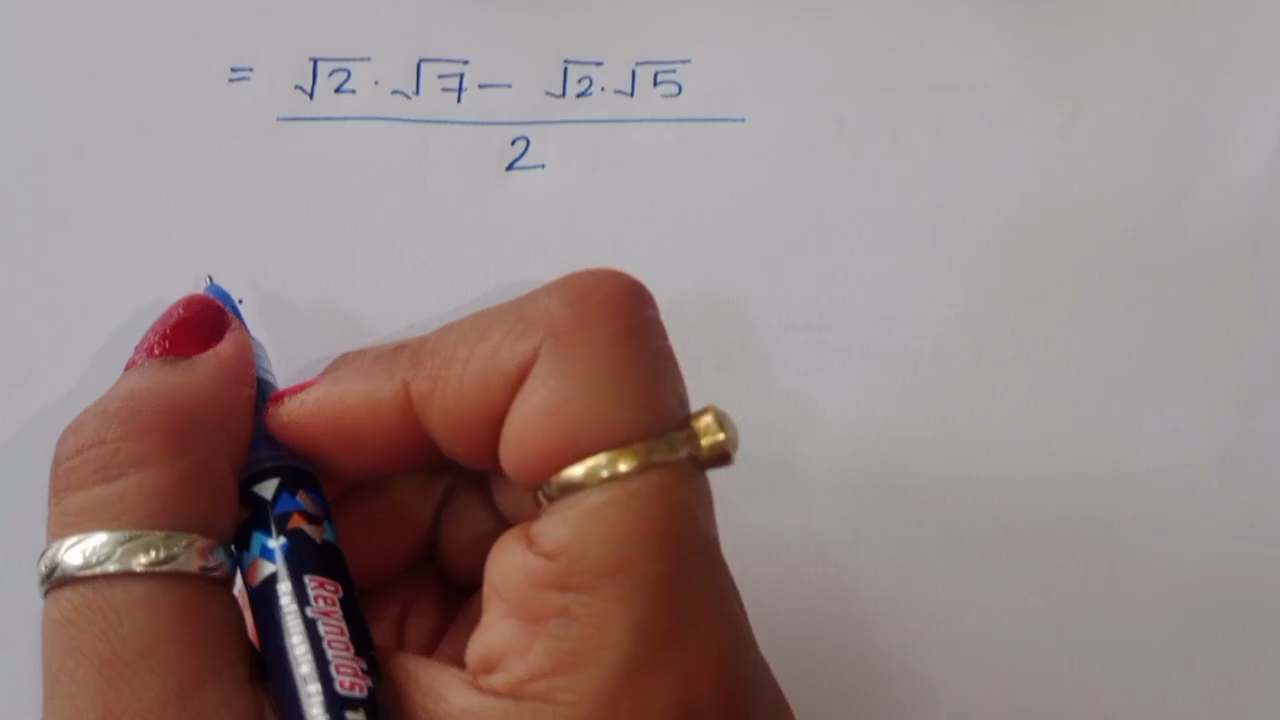 = √2 · √7 - √2 · √5
2
Reynolds